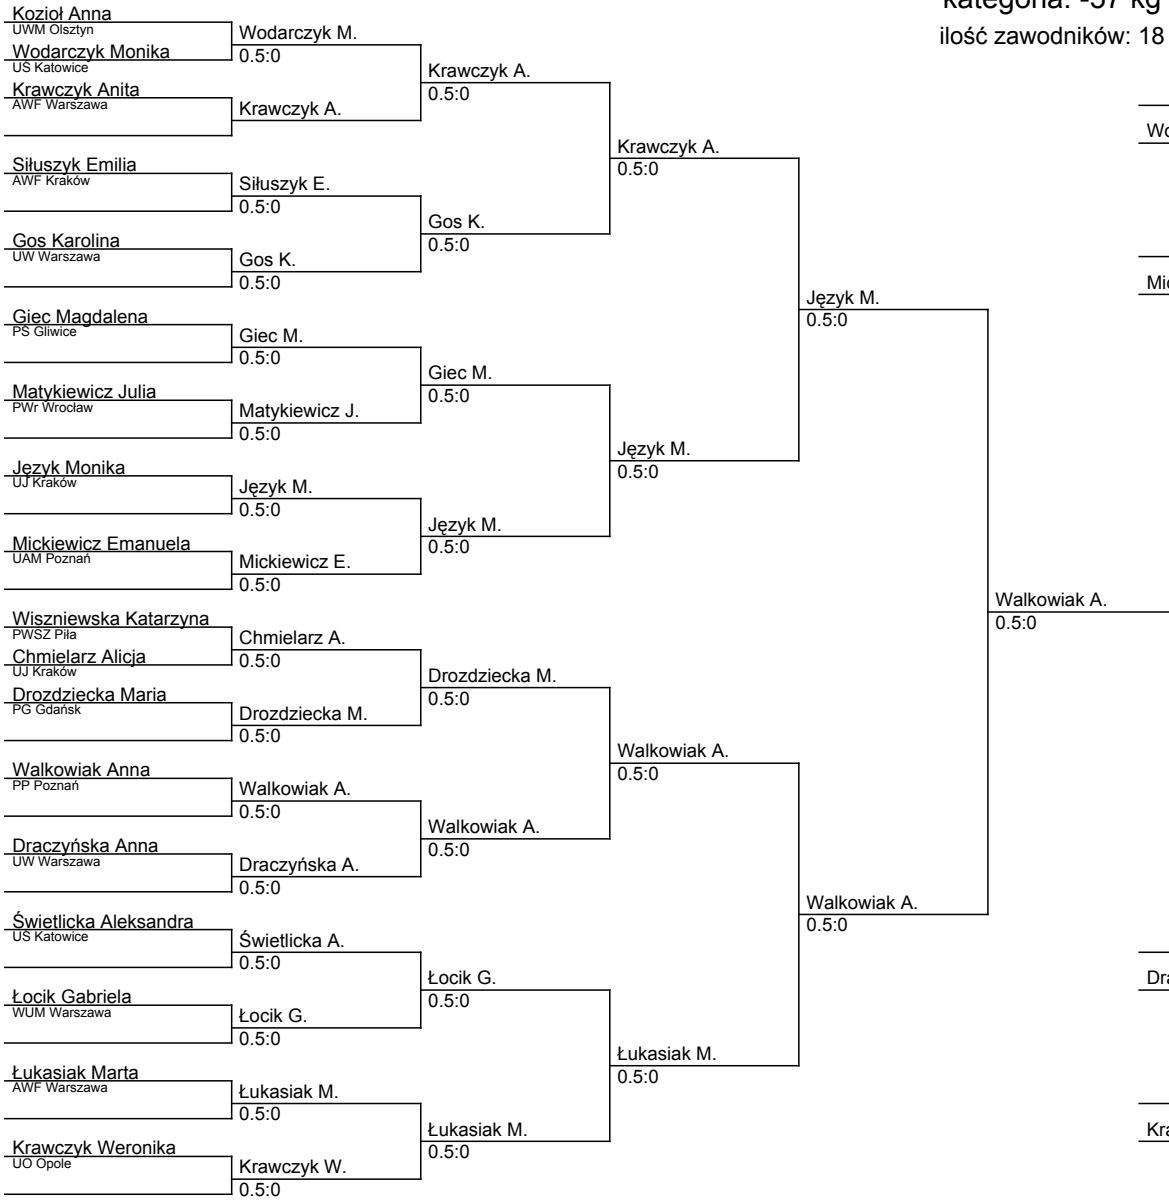 kategoria: -57 kg
ilość zawodników: 18
Kozioł Anna
UWM Olsztyn
Wodarczyk Monika
UŚ Katowice
Krawczyk Anita
AWF Warszawa
Siłuszyk Emilia
AWF Kraków
Gos Karolina
UW Warszawa
Giec Magdalena
PŚ Gliwice
Matykiewicz Julia
PWr Wrocław
Język Monika
UJ Kraków
Mickiewicz Emanuela
UAM Poznań
Wiszniewska Katarzyna
PWSZ Piła
Chmielarz Alicja
UJ Kraków
Drozdziecka Maria
PG Gdańsk
Walkowiak Anna
PP Poznań
Draczyńska Anna
UW Warszawa
Świetlicka Aleksandra
UŚ Katowice
Łocik Gabriela
WUM Warszawa
Łukasiak Marta
AWF Warszawa
Krawczyk Weronika
UO Opole
Wodarczyk M.
0.5:0
Krawczyk A.
Siłuszyk E.
0.5:0
Gos K.
0.5:0
Giec M.
0.5:0
Matykiewicz J.
0.5:0
Język M.
0.5:0
Mickiewicz E.
0.5:0
Chmielarz A.
0.5:0
Drozdziecka M.
0.5:0
Walkowiak A.
0.5:0
Draczyńska A.
0.5:0
Świetlicka A.
0.5:0
Łocik G.
0.5:0
Łukasiak M.
0.5:0
Krawczyk W.
0.5:0
Krawczyk A.
0.5:0
Gos K.
0.5:0
Giec M.
0.5:0
Język M.
0.5:0
Drozdziecka M.
0.5:0
Walkowiak A.
0.5:0
Łocik G.
0.5:0
Łukasiak M.
0.5:0
Krawczyk A.
0.5:0
Język M.
0.5:0
Walkowiak A.
0.5:0
Łukasiak M.
0.5:0
Język M.
0.5:0
Walkowiak A.
0.5:0
Walkowiak A.
0.5:0